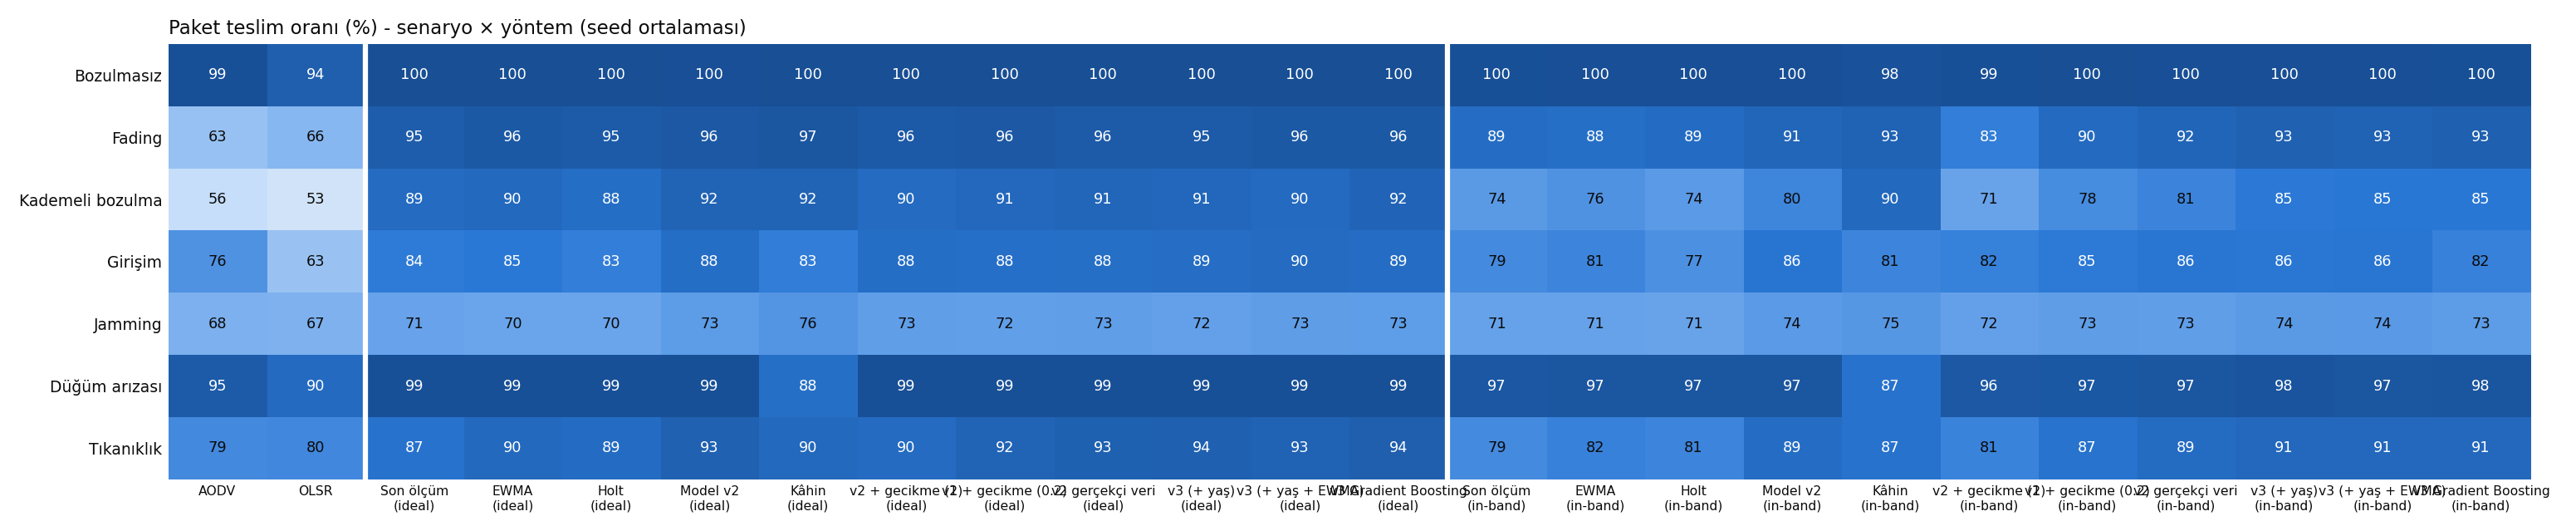 Paket teslim oranı (%) - senaryo × yöntem (seed ortalaması)
Bozulmasız 99 94 100 100 100 100 100 100 100 100 100 100 100 100 100 100 100 98 99 100 100 100 100 100
Fading 63 66 95 96 95 96 97 96 96 96 95 96 96 89 88 89 91 93 83 90 92 93 93 93
Kademeli bozulma 56 53 89 90 88 92 92 90 91 91 91 90 92 74 76 74 80 90 71 78 81 85 85 85
Girişim 76 63 84 85 83 88 83 88 88 88 89 90 89 79 81 77 86 81 82 85 86 86 86 82
Jamming 68 67 71 70 70 73 76 73 72 73 72 73 73 71 71 71 74 75 72 73 73 74 74 73
Düğüm arızası 95 90 99 99 99 99 88 99 99 99 99 99 99 97 97 97 97 87 96 97 97 98 97 98
Tıkanıklık 79 80 87 90 89 93 90 90 92 93 94 93 94 79 82 81 89 87 81 87 89 91 91 91
AODV OLSR Son ölçüm EWMA Holt Model v2 Kâhin v2 + gecikme (1) v2 + gecikme (0.2) v2 gerçekçi veri v3 (+ yaş) v3 (+ yaş + EWMA) v3 Gradient Boosting Son ölçüm EWMA Holt Model v2 Kâhin v2 + gecikme (1) v2 + gecikme (0.2) v2 gerçekçi veri v3 (+ yaş) v3 (+ yaş + EWMA) v3 Gradient Boosting
(ideal) (ideal) (ideal) (ideal) (ideal) (ideal) (ideal) (ideal) (ideal) (ideal) (ideal) (in-band) (in-band) (in-band) (in-band) (in-band) (in-band) (in-band) (in-band) (in-band) (in-band) (in-band)